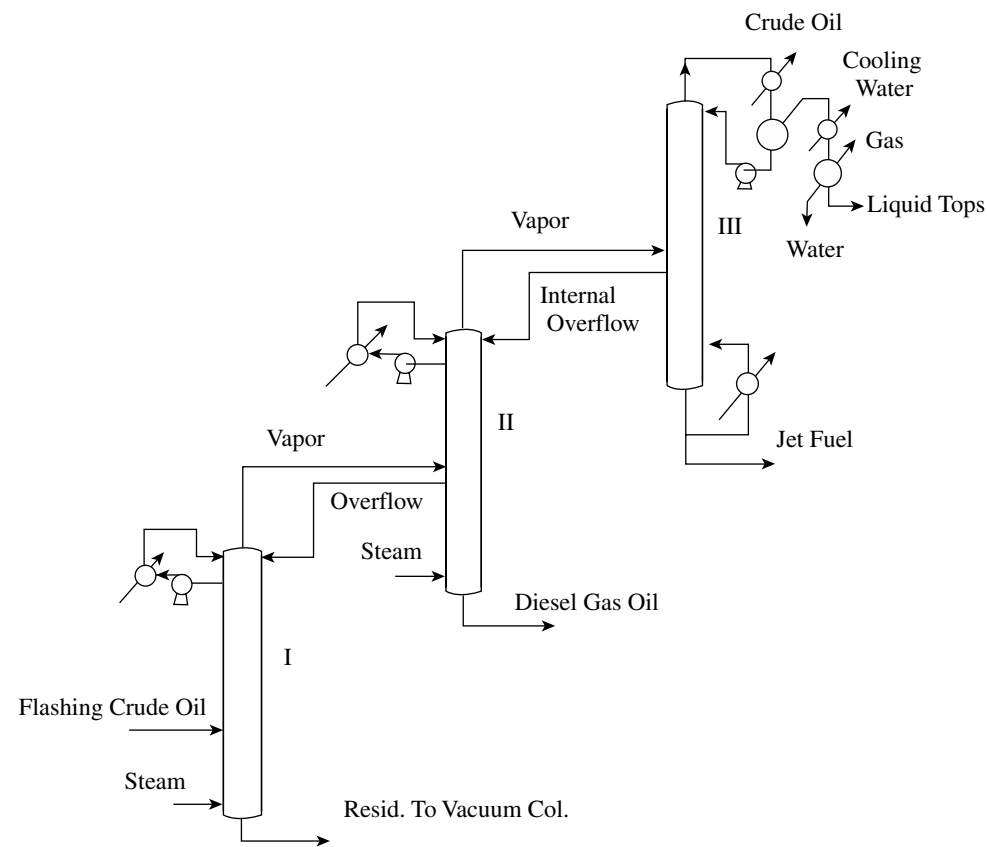 Crude Oil
Cooling
Water
Gas
Liquid Tops
Water
III
Vapor
Internal
Overflow
Jet Fuel
II
Vapor
Overflow
Steam
Diesel Gas Oil
I
Flashing Crude Oil
Steam
Resid. To Vacuum Col.